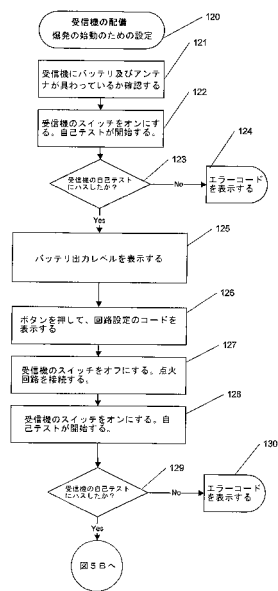 受信機の配備
爆発の始動のための設定
120
121
受信機にバッテリ及びアンテ
ナが具わっているか確認する
122
受信機のスイッチをオンにす
る。自己テストが開始する。
123
受信機の自己テスト
にパスしたか？
No
124
エラーコード
を表示する
Yes
125
バッテリ出力レベルを表示する
126
ボタンを押して、回路設定のコードを
表示する
127
受信機のスイッチをオフにする。点火
回路を接続する。
128
受信機のスイッチをオンにする。自
己テストが開始する。
129
受信機の自己テスト
にパスしたか？
No
130
エラーコード
を表示する
Yes
図５Ｂへ